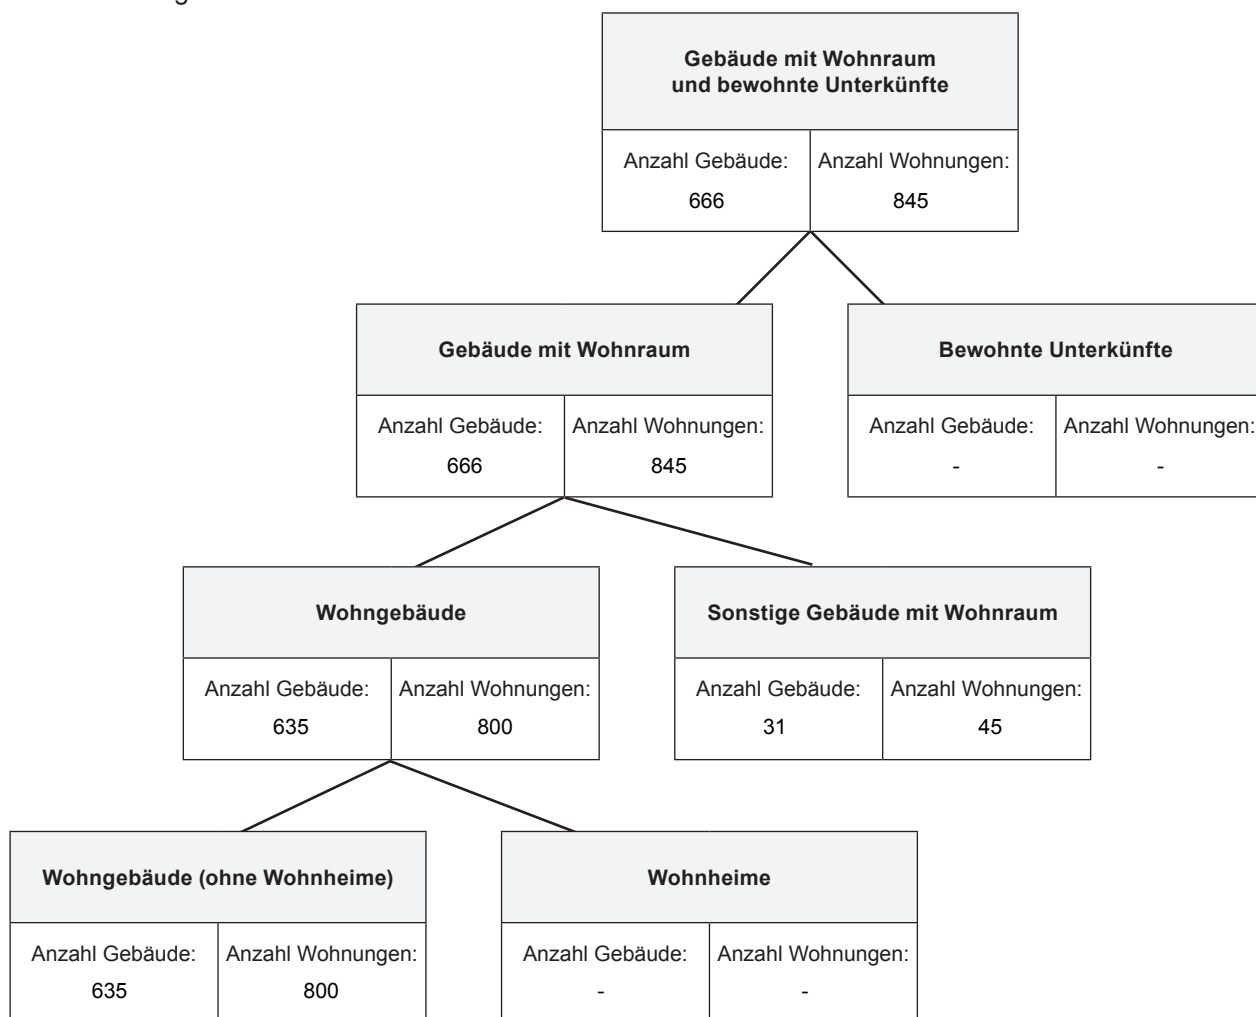 Gebäude mit Wohnraum
und bewohnte Unterkünfte
Anzahl Gebäude: Anzahl Wohnungen:
666 845
Gebäude mit Wohnraum Bewohnte Unterkünfte
Anzahl Gebäude: Anzahl Wohnungen: Anzahl Gebäude: Anzahl Wohnungen:
666 845 - -
Wohngebäude Sonstige Gebäude mit Wohnraum
Anzahl Gebäude: Anzahl Wohnungen: Anzahl Gebäude: Anzahl Wohnungen:
635 800 31 45
Wohngebäude (ohne Wohnheime) Wohnheime
Anzahl Gebäude: Anzahl Wohnungen: Anzahl Gebäude: Anzahl Wohnungen:
635 800 - -